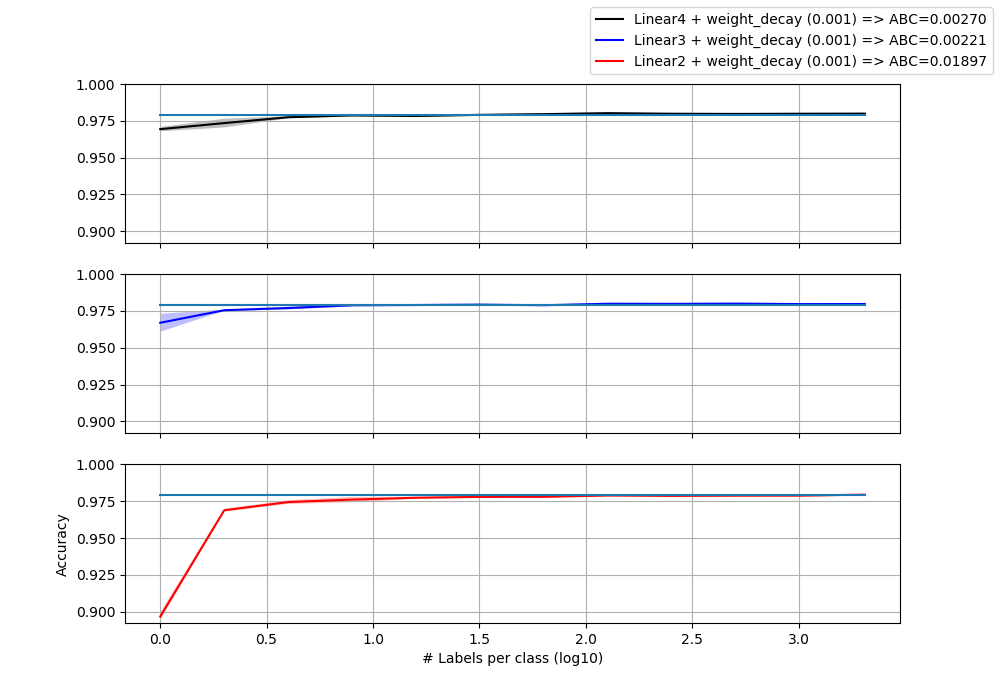 Linear4 + weight_decay (0.001) => ABC=0.00270
Linear3 + weight_decay (0.001) => ABC=0.00221
Linear2 + weight_decay (0.001) => ABC=0.01897
1.000
0.975
0.950
0.925
0.900
1.000
0.975
0.950
0.925
0.900
1.000
0.975
0.950
0.925
0.900
Accuracy
0.0 0.5 1.0 1.5 2.0 2.5 3.0
# Labels per class (log10)